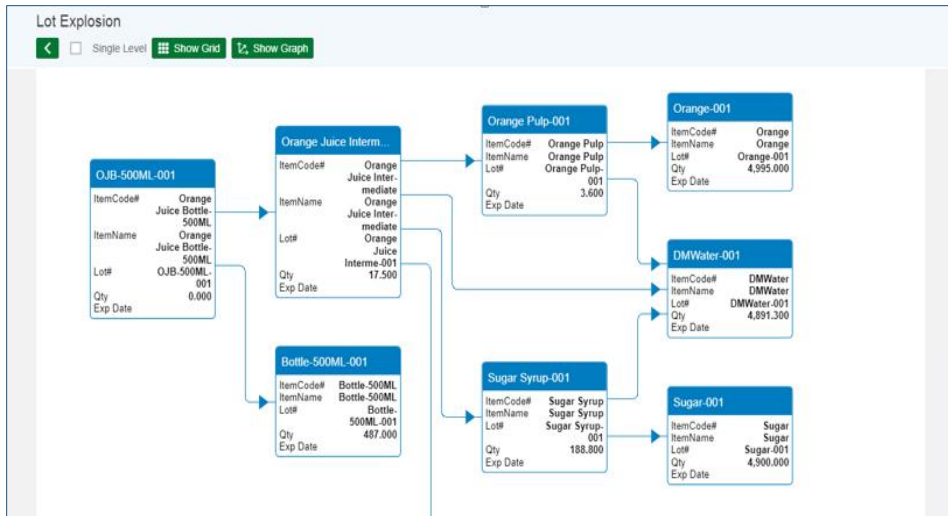 Lot Explosion
Single Level
Show Grid
Show Graph
OJB-500ML-001
ItemCode# Orange
Juice Bottle-
500ML
ItemName Orange
Juice Bottle-
500ML
Lot# OJB-500ML-
001
Qty 0.000
Exp Date
Orange Juice Interm...
ItemCode# Orange
Juice Inter-
mediate
ItemName Orange
Juice Inter-
mediate
Lot# Orange
Juice
Interme-001
Qty 17.500
Exp Date
Bottle-500ML-001
ItemCode# Bottle-500ML
ItemName Bottle-500ML
Lot# Bottle-
500ML-001
Qty 487.000
Exp Date
Orange Pulp-001
ItemCode# Orange Pulp
ItemName Orange Pulp
Lot# Orange Pulp-
001
Qty 3.600
Exp Date
Sugar Syrup-001
ItemCode# Sugar Syrup
ItemName Sugar Syrup
Lot# Sugar Syrup-
001
Qty 188.800
Exp Date
Orange-001
ItemCode# Orange
ItemName Orange
Lot# Orange-001
Qty 4,995.000
Exp Date
DMWater-001
ItemCode# DMWater
ItemName DMWater
Lot# DMWater-001
Qty 4,891.300
Exp Date
Sugar-001
ItemCode# Sugar
ItemName Sugar
Lot# Sugar-001
Qty 4,900.000
Exp Date